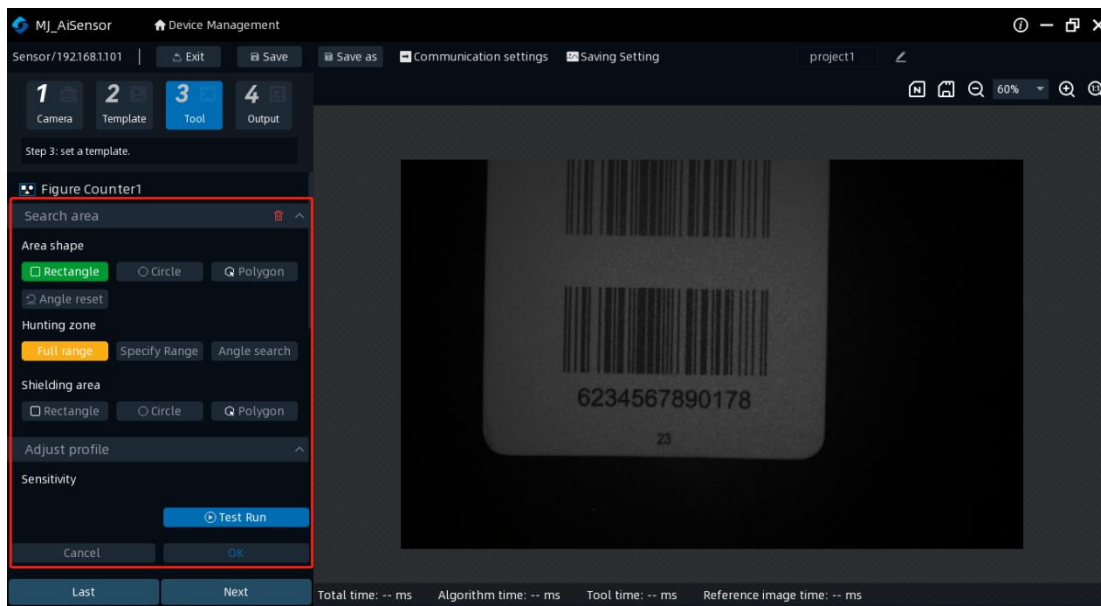 MJ_AiSensor Device Management
Sensor/192.168.1.101 Exit Save Save as Communication settings Saving Setting project1
1 2 3 4
Camera Template Tool Output
60%
Step 3: set a template.
Figure Counter1
Search area
Area shape
Rectangle Circle Polygon
Angle reset
Hunting zone
Full range Specify Range Angle search
Shielding area
Rectangle Circle Polygon
Adjust profile
Sensitivity
Test Run
Cancel OK
Last Next
6234567890178
23
Total time: -- ms Algorithm time: -- ms Tool time: -- ms Reference image time: -- ms